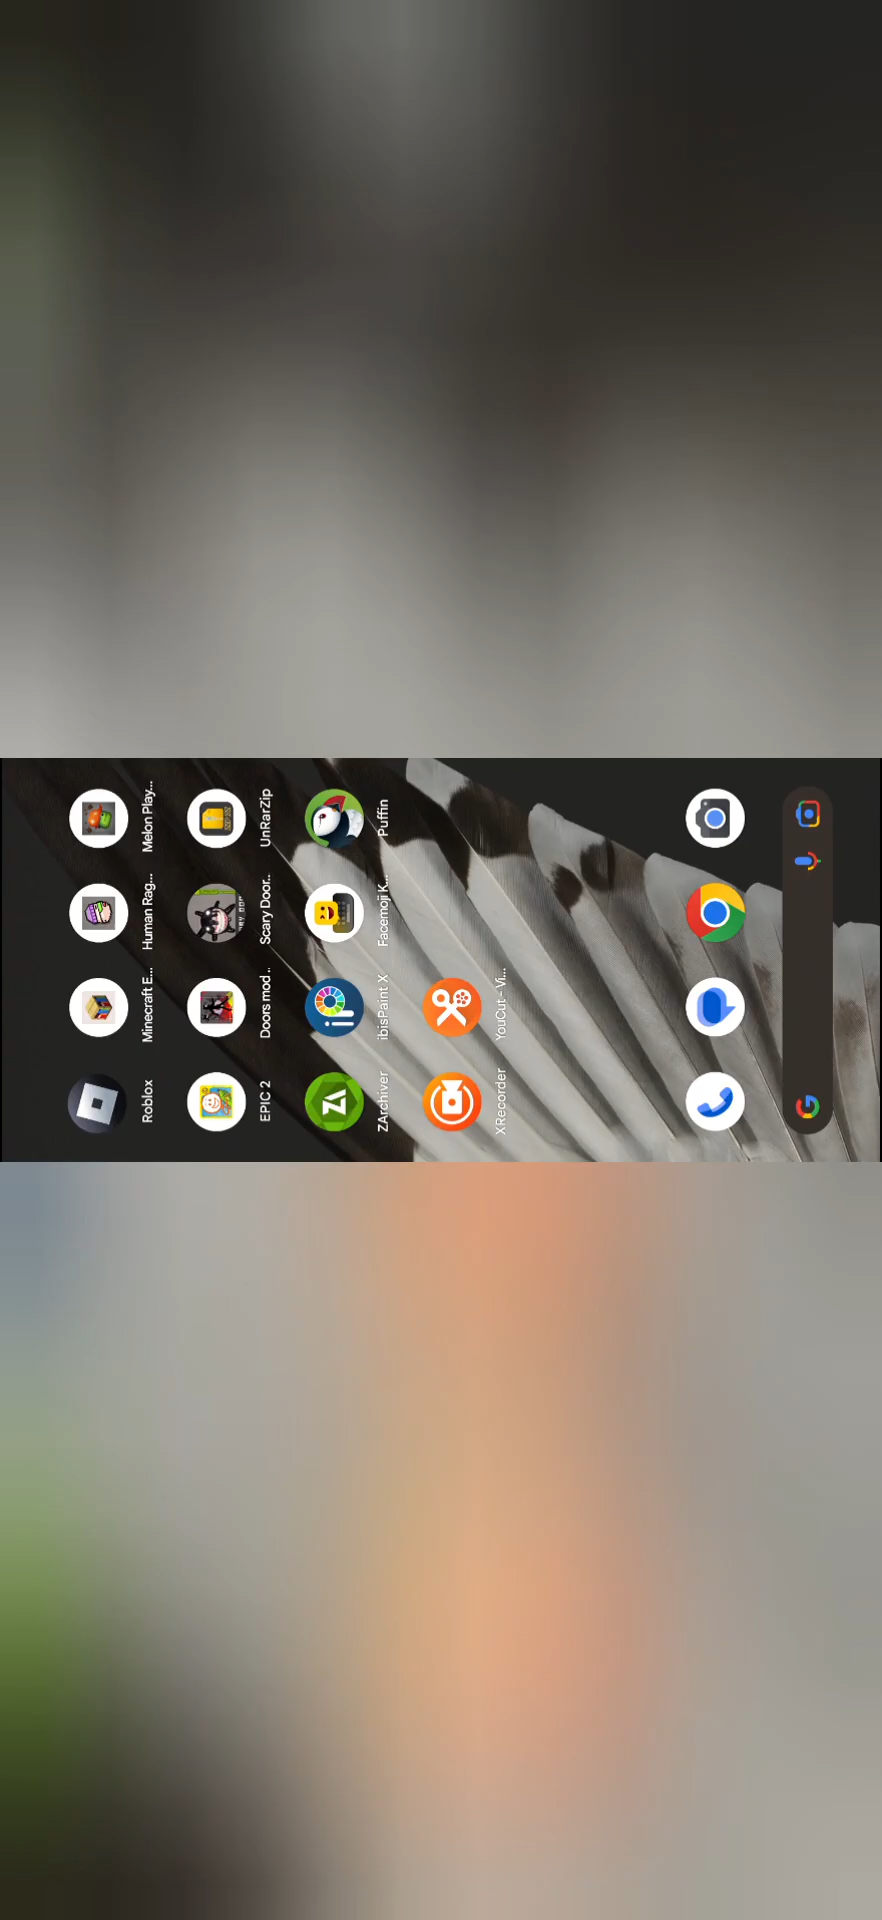 Roblox Minecraft E... Human Rag... Melon Play...
EPIC 2 Doors mod.. Scary Door.. UnRarZip
ZArchiver ibisPaint X Facemoji K... Puffin
XRecorder YouCut - Vi...